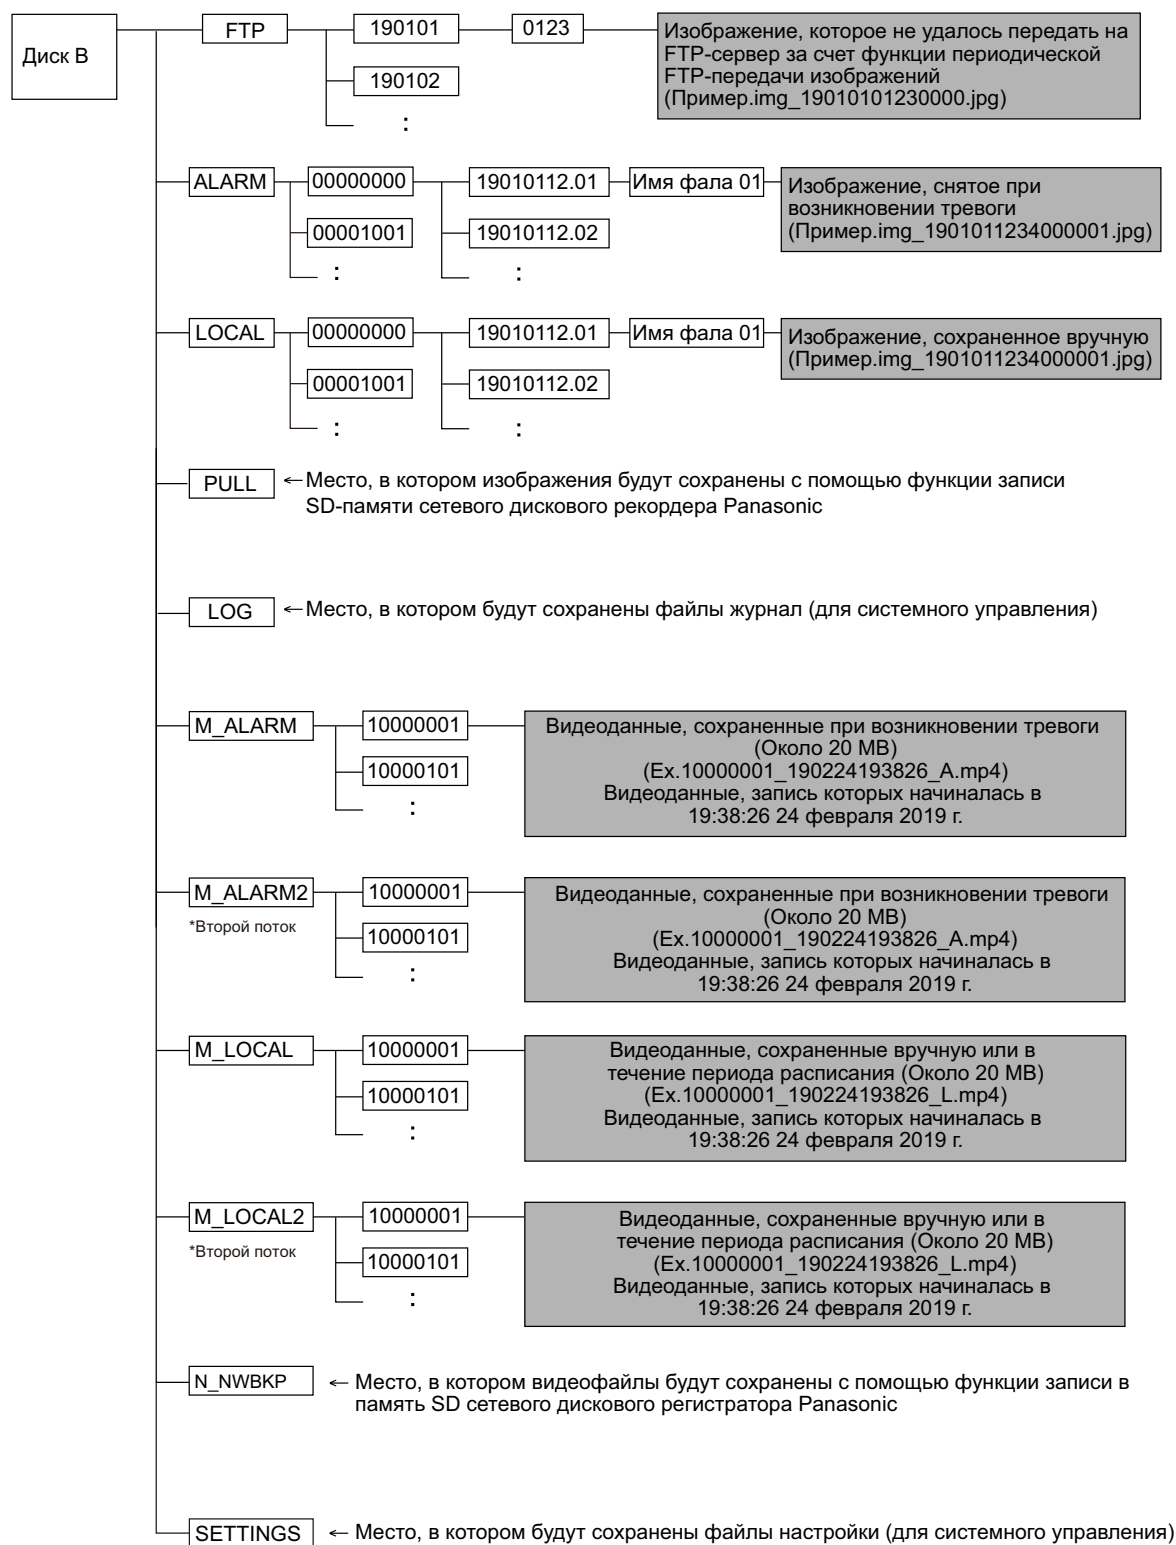 Диск В
FTP
190101
0123
Изображение, которое не удалось передать на
FTP-сервер за счет функции периодической
FTP-передачи изображений
(Пример.img_19010101230000.jpg)
190102
:
ALARM
00000000
19010112.01
Имя фала 01
Изображение, снятое при
возникновении тревоги
(Пример.img_1901011234000001.jpg)
00001001
19010112.02
:
:
LOCAL
00000000
19010112.01
Имя фала 01
Изображение, сохраненное вручную
(Пример.img_1901011234000001.jpg)
00001001
19010112.02
:
:
PULL
← Место, в котором изображения будут сохранены с помощью функции записи
SD-памяти сетевого дискового рекордера Panasonic
LOG
← Место, в котором будут сохранены файлы журнал (для системного управления)
M_ALARM
10000001
10000101
:
Видеоданные, сохраненные при возникновении тревоги
(Около 20 MB)
(Ex.10000001_190224193826_A.mp4)
Видеоданные, запись которых начиналась в
19:38:26 24 февраля 2019 г.
M_ALARM2
*Второй поток
10000001
10000101
:
Видеоданные, сохраненные при возникновении тревоги
(Около 20 MB)
(Ex.10000001_190224193826_A.mp4)
Видеоданные, запись которых начиналась в
19:38:26 24 февраля 2019 г.
M_LOCAL
10000001
10000101
:
Видеоданные, сохраненные вручную или в
течение периода расписания (Около 20 MB)
(Ex.10000001_190224193826_L.mp4)
Видеоданные, запись которых начиналась в
19:38:26 24 февраля 2019 г.
M_LOCAL2
*Второй поток
10000001
10000101
:
Видеоданные, сохраненные вручную или в
течение периода расписания (Около 20 MB)
(Ex.10000001_190224193826_L.mp4)
Видеоданные, запись которых начиналась в
19:38:26 24 февраля 2019 г.
N_NWBKP
← Место, в котором видеофайлы будут сохранены с помощью функции записи в
память SD сетевого дискового регистратора Panasonic
SETTINGS
← Место, в котором будут сохранены файлы настройки (для системного управления)